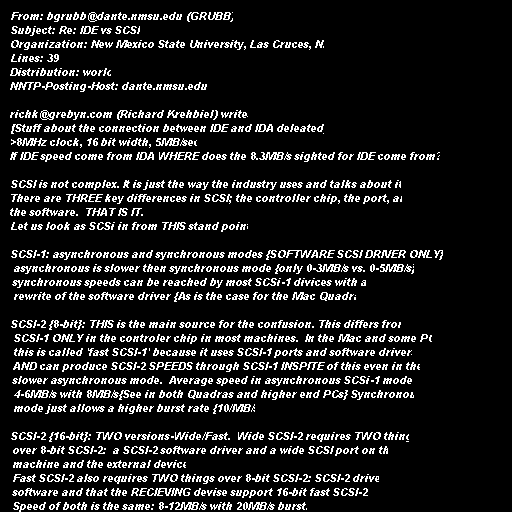 From: bgrubb@dante.nmsu.edu (GRUBB)
Subject: Re: IDE vs SCSI
Organization: New Mexico State University, Las Cruces, N
Lines: 39
Distribution: world
NNTP-Posting-Host: dante.nmsu.edu

richk@grebyn.com (Richard Krehbiel) write
{Stuff about the connection between IDE and IDA deleated
>8MHz clock, 16 bit width, 5MB/sec
If IDE speed come from IDA WHERE does the 8.3MB/s sighted for IDE come from?

SCSI is not complex. It is just the way the industry uses and talks about it
There are THREE key differences in SCSI; the controller chip, the port, a
the software.  THAT IS IT.
Let us look as SCSi in from THIS stand point

SCSI-1: asynchronous and synchronous modes {SOFTWARE SCSI DRIVER ONLY}
asynchronous is slower then synchronous mode {only 0-3MB/s vs. 0-5MB/s}
synchronous speeds can be reached by most SCSi-1 divices with a
rewrite of the software driver {As is the case for the Mac Quadra

SCSI-2 {8-bit}: THIS is the main source for the confusion. This differs from
SCSI-1 ONLY in the controler chip in most machines.  In the Mac and some PC
this is called 'fast SCSI-1' because it uses SCSI-1 ports and software driver
AND can produce SCSI-2 SPEEDS through SCSI-1 INSPITE of this even in the
slower asynchronous mode.  Average speed in asynchronous SCSi-1 mode
4-6MB/s with 8MB/s{See in both Quadras and higher end PCs} Synchronou
mode just allows a higher burst rate {10/MB/s

SCSI-2 {16-bit}: TWO versions-Wide/Fast.  Wide SCSI-2 requires TWO thing
over 8-bit SCSI-2:  a SCSI-2 software driver and a wide SCSI port on th
machine and the external device
Fast SCSI-2 also requires TWO things over 8-bit SCSI-2: SCSI-2 drive
software and that the RECIEVING devise support 16-bit fast SCSI-2
Speed of both is the same: 8-12MB/s with 20MB/s burst.